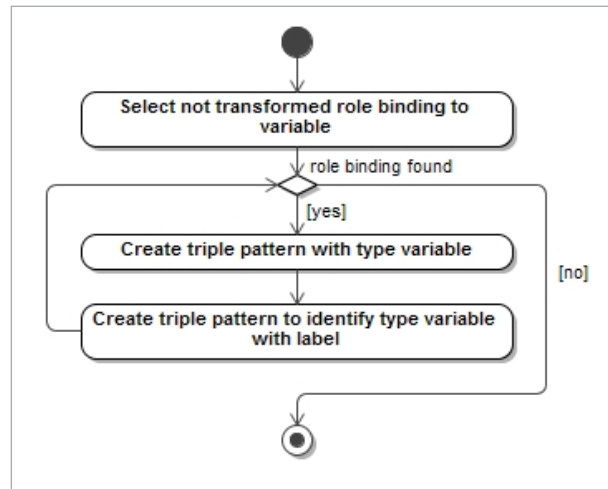 Select not transformed role binding to
variable
role binding found
[yes]
Create triple pattern with type variable
[no]
Create triple pattern to identify type variable
with label